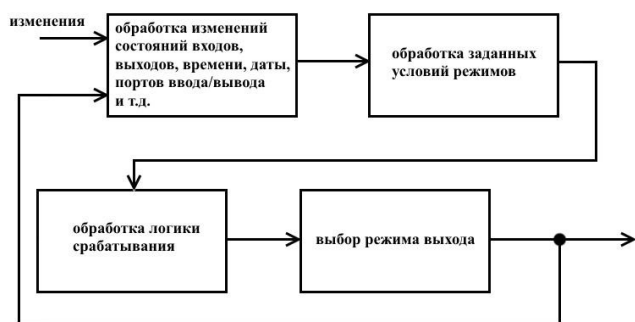 изменения
обработка изменений
состояний входов,
выходов, времени, даты,
портов ввода/вывода
и т.д.
обработка заданных
условий режимов
обработка логики
срабатывания
выбор режима выхода